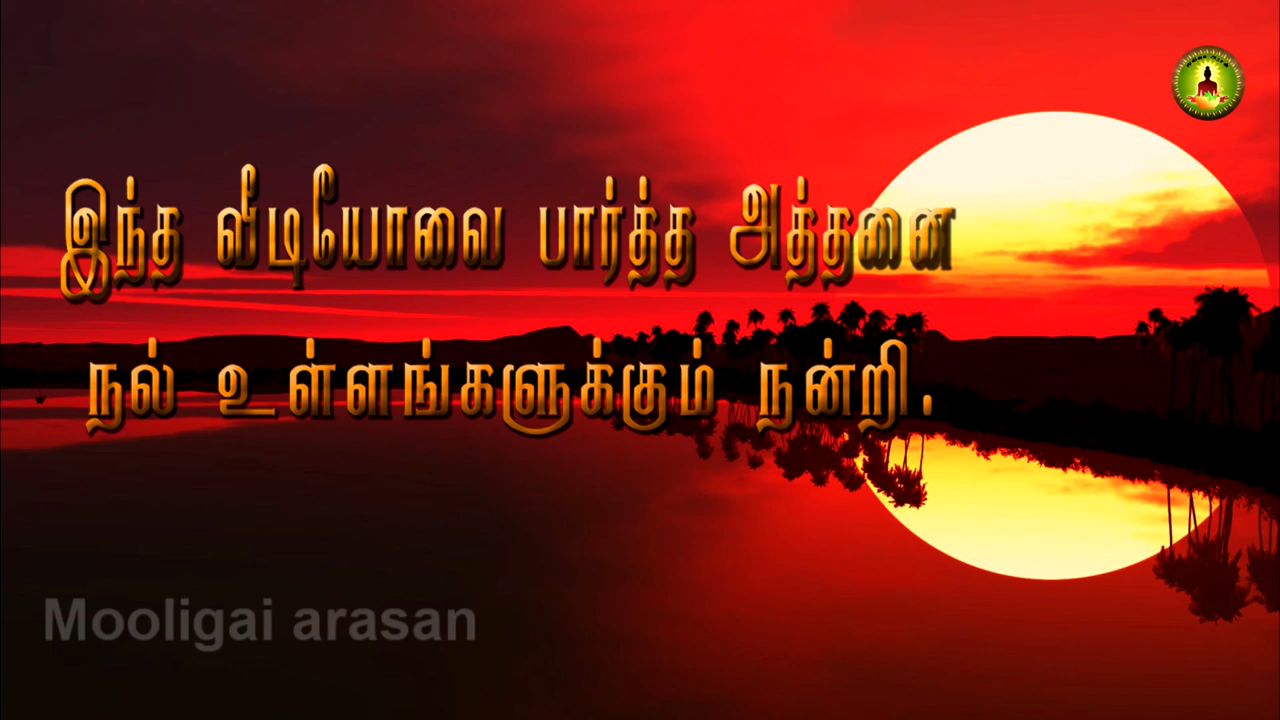 இந்த வீடியோவை பார்த்த அத்தனை
நல் உள்ளங்களுக்கும் நன்றி.
Mooligai arasan